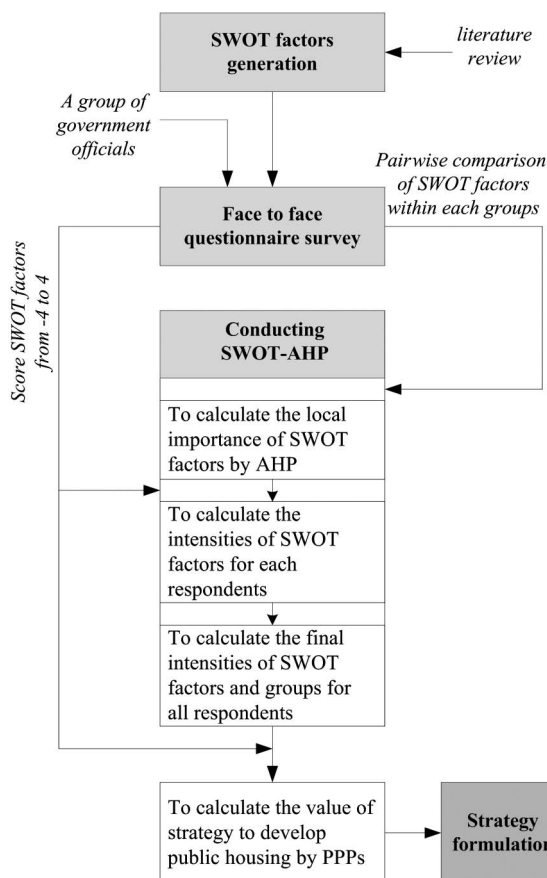 SWOT factors
generation
literature
review
A group of
government
officials
Pairwise comparison
of SWOT factors
within each groups
Face to face
questionnaire survey
Score SWOT factors
from -4 to 4
Conducting
SWOT-AHP
To calculate the local
importance of SWOT
factors by AHP
To calculate the
intensities of SWOT
factors for each
respondents
To calculate the final
intensities of SWOT
factors and groups for
all respondents
To calculate the value of
strategy to develop
public housing by PPPs
Strategy
formulation